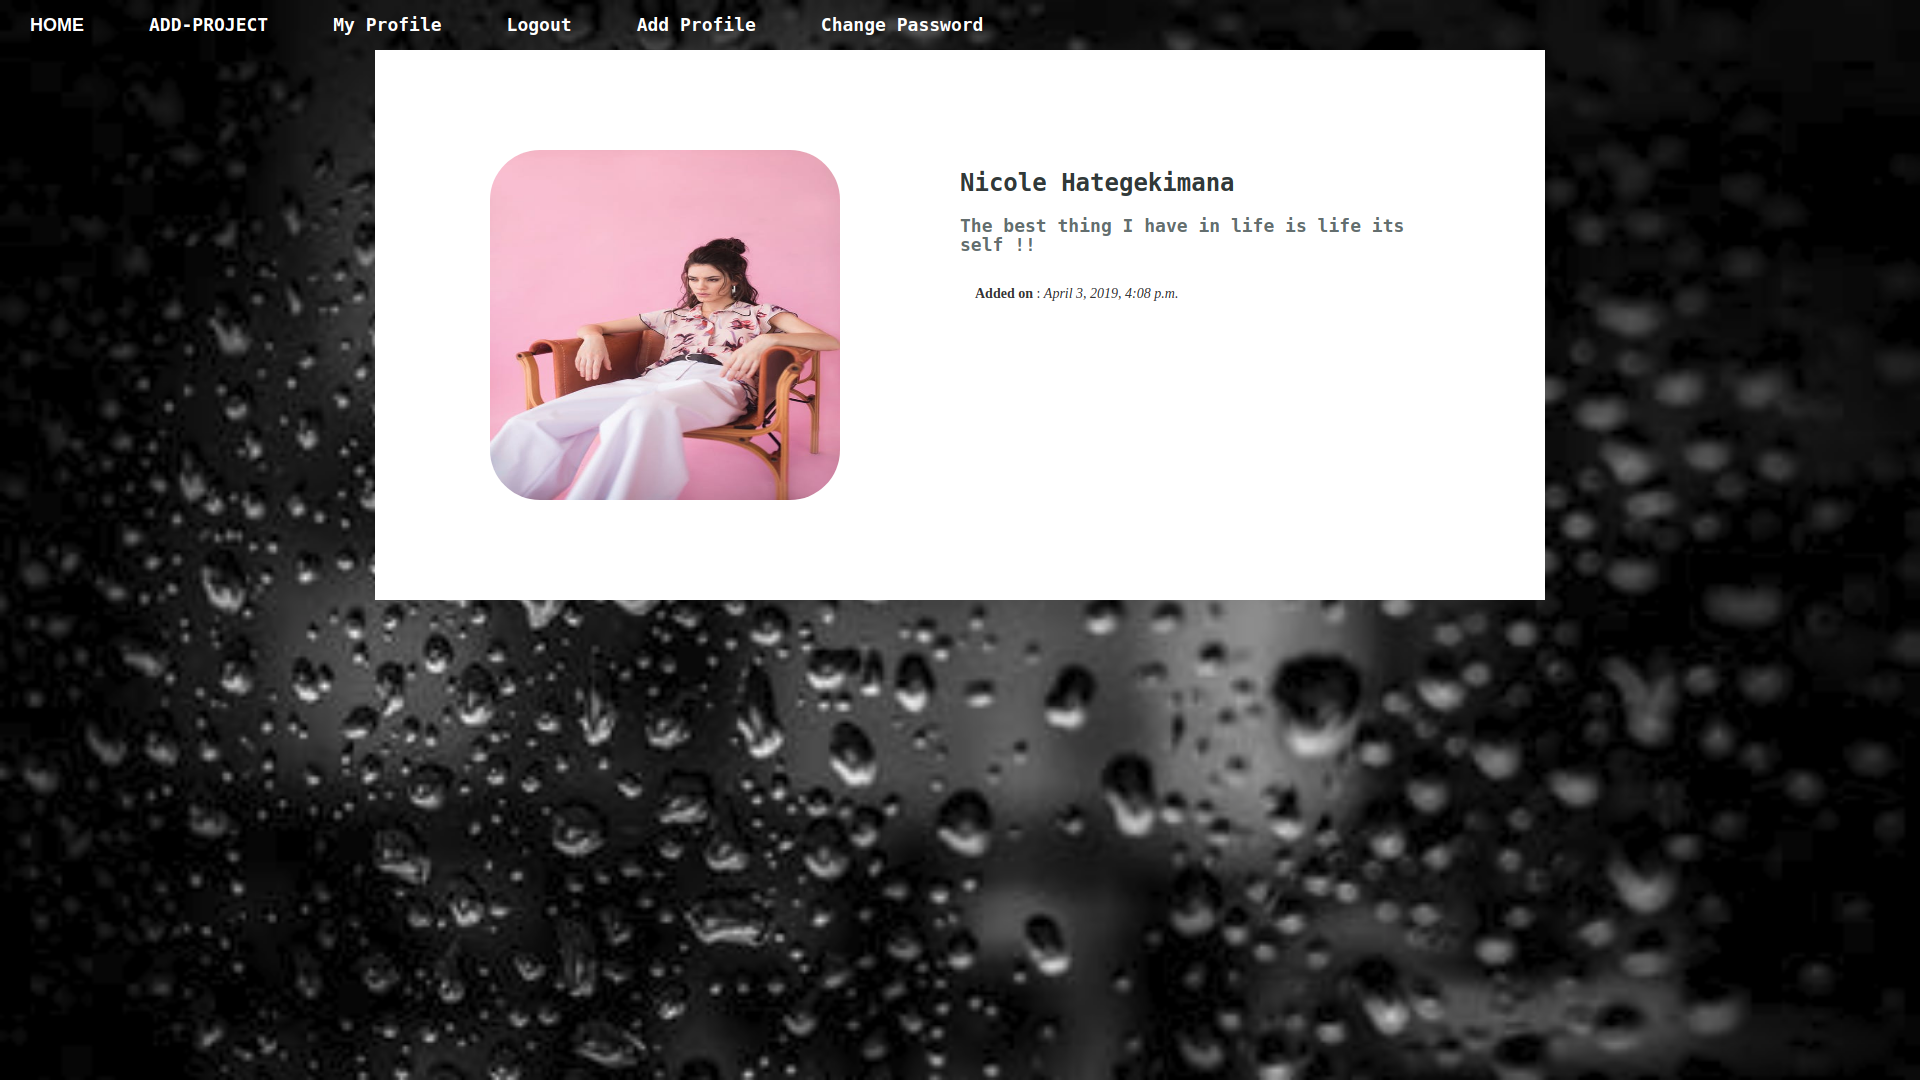 HOME ADD-PROJECT My Profile Logout Add Profile Change Password
Nicole Hategekimana
The best thing I have in life is life its
self !!
Added on : April 3, 2019, 4:08 p.m.